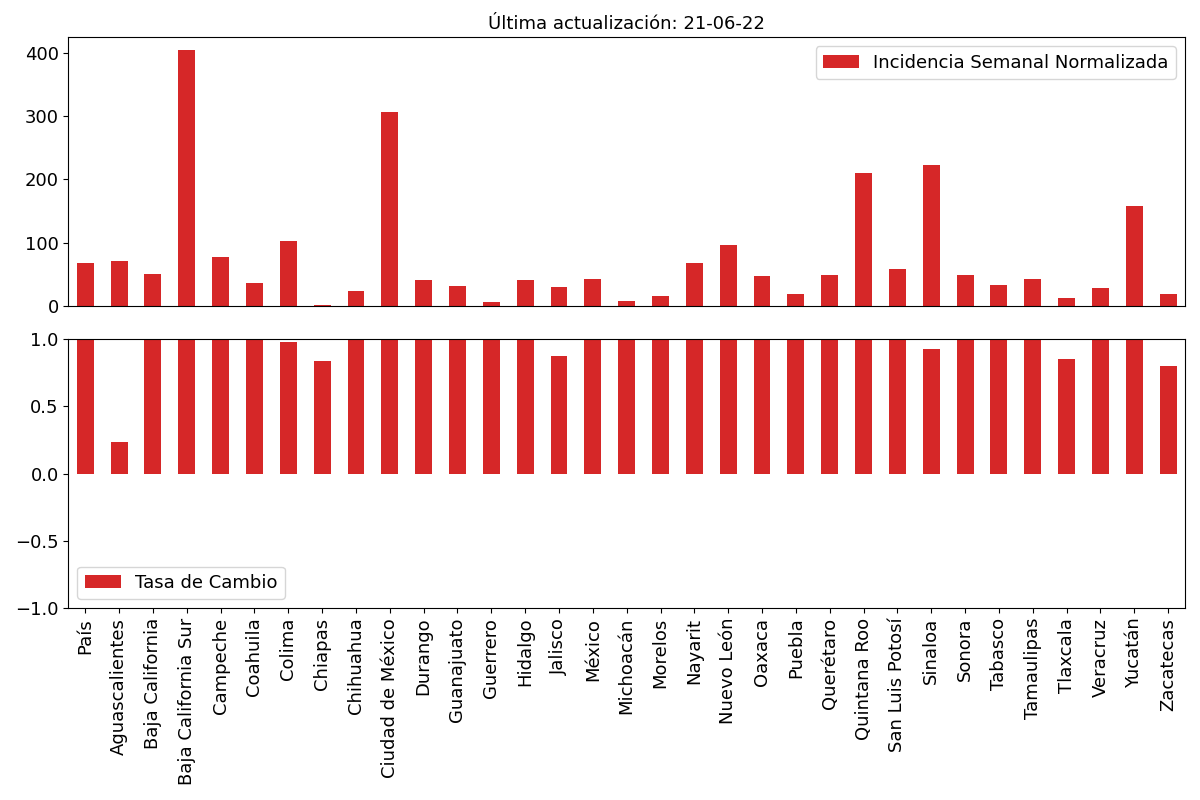 Última actualización: 21-06-22
400
300
200
100
0
Incidencia Semanal Normalizada
1.0
0.5
0.0
−0.5
−1.0
Tasa de Cambio
País
Aguascalientes
Baja California
Baja California Sur
Campeche
Coahuila
Colima
Chiapas
Chihuahua
Ciudad de México
Durango
Guanajuato
Guerrero
Hidalgo
Jalisco
México
Michoacán
Morelos
Nayarit
Nuevo León
Oaxaca
Puebla
Querétaro
Quintana Roo
San Luis Potosí
Sinaloa
Sonora
Tabasco
Tamaulipas
Tlaxcala
Veracruz
Yucatán
Zacatecas